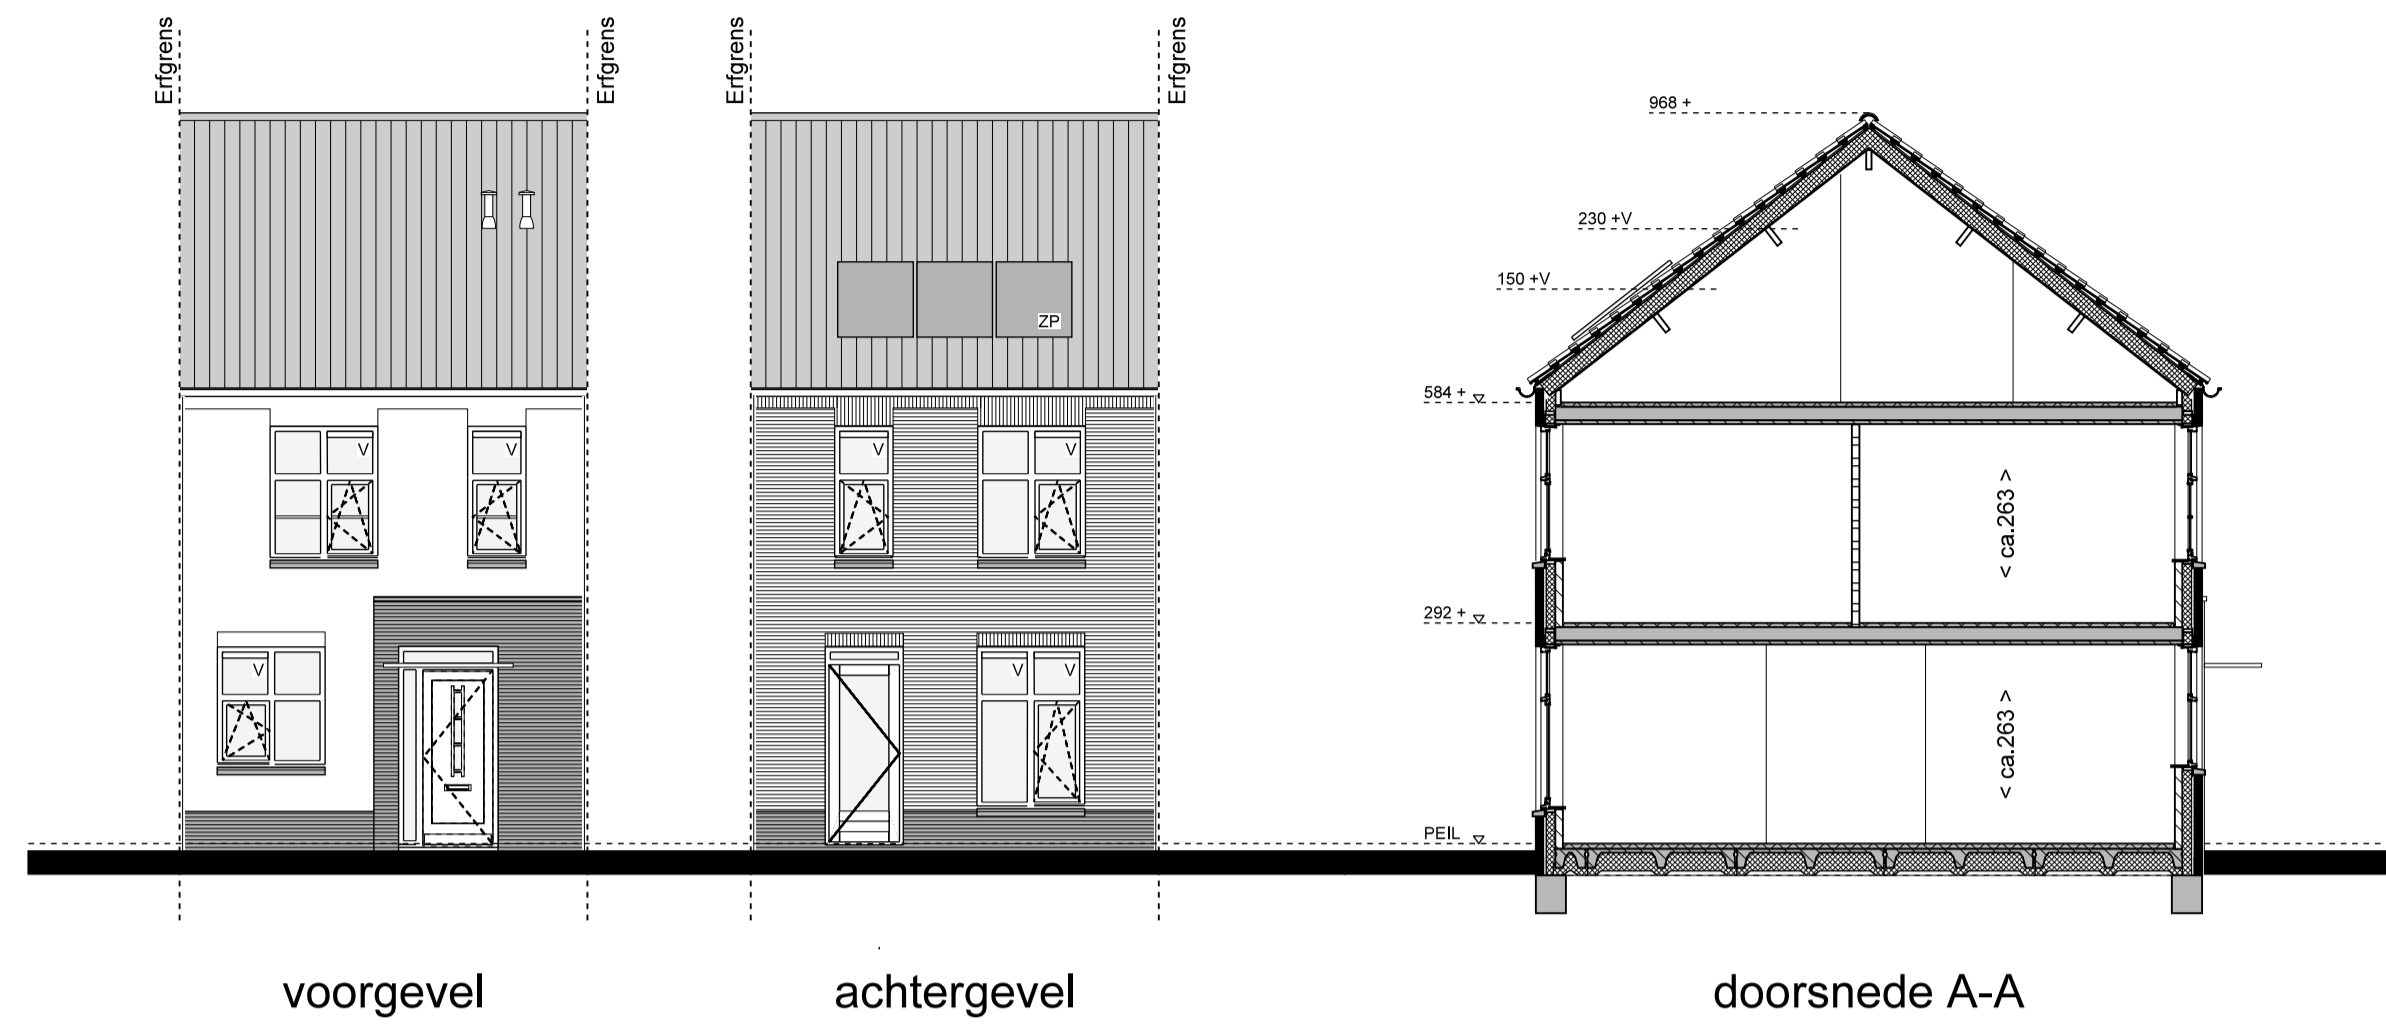 Erfgrens
Erfgrens
Erfgrens
Erfgrens
968 +
230 +V
150 +V
ZP
584 +
V
V
V
V
< ca.263 >
292 +
V
V
V
< ca.263 >
PEIL
voorgevel
achtergevel
doorsnede A-A